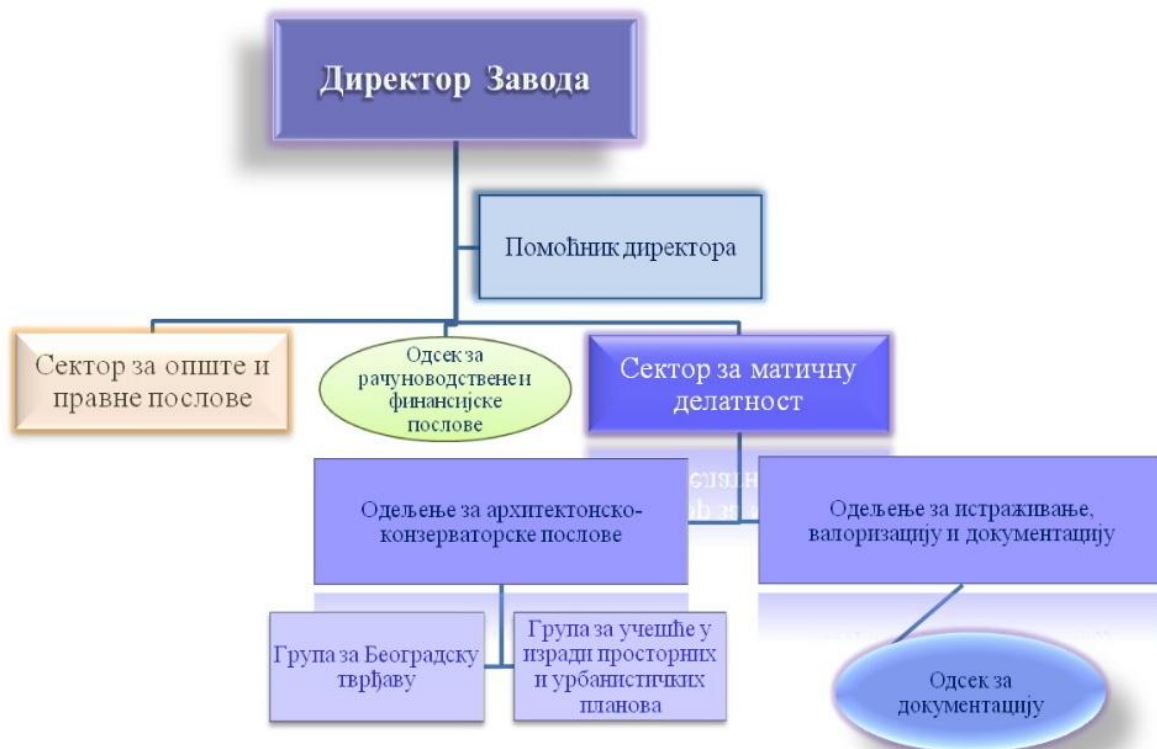 Директор Завода
Помоћник директора
Сектор за опште и
правне послове
Одсек за
рачуноводствене и
финансијске
послове
Сектор за матичну
делатност
Одељење за архитектонско-
конзерваторске послове
Одељење за истраживање,
валоризацију и документацију
Група за Београдску
тврђаву
Група за учешће у
изради просторних
и урбанистичких
планова
Одсек за
документацију